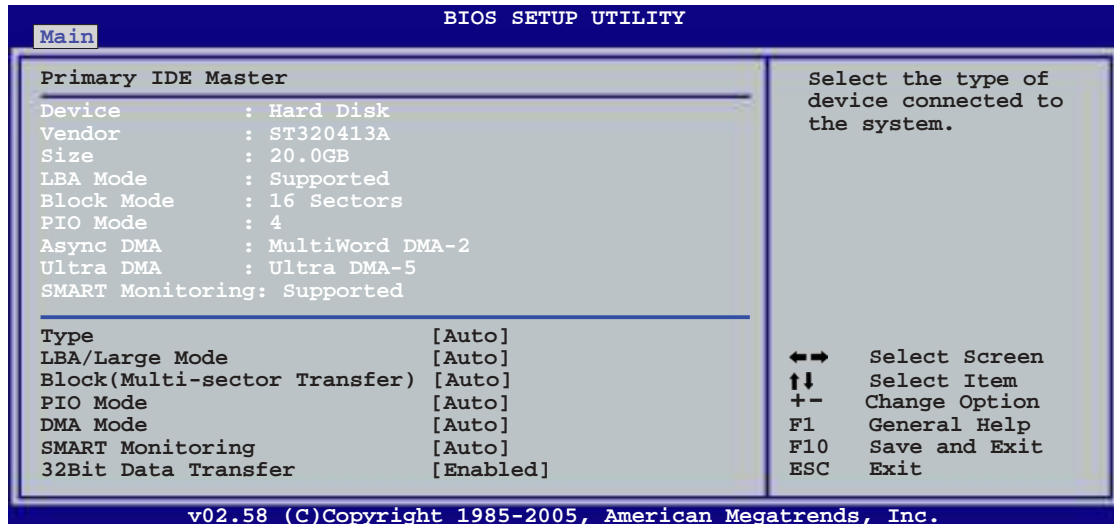 BIOS SETUP UTILITY
Main
Primary IDE Master
Device : Hard Disk
Vendor : ST320413A
Size : 20.0GB
LBA Mode : Supported
Block Mode : 16 Sectors
PIO Mode : 4
Async DMA : MultiWord DMA-2
Ultra DMA : Ultra DMA-5
SMART Monitoring: Supported
Type [Auto]
LBA/Large Mode [Auto]
Block(Multi-sector Transfer) [Auto]
PIO Mode [Auto]
DMA Mode [Auto]
SMART Monitoring [Auto]
32Bit Data Transfer [Enabled]
Select the type of
device connected to
the system.
←→ Select Screen
↑↓ Select Item
+- Change Option
F1 General Help
F10 Save and Exit
ESC Exit
v02.58 (C)Copyright 1985-2005, American Megatrends, Inc.